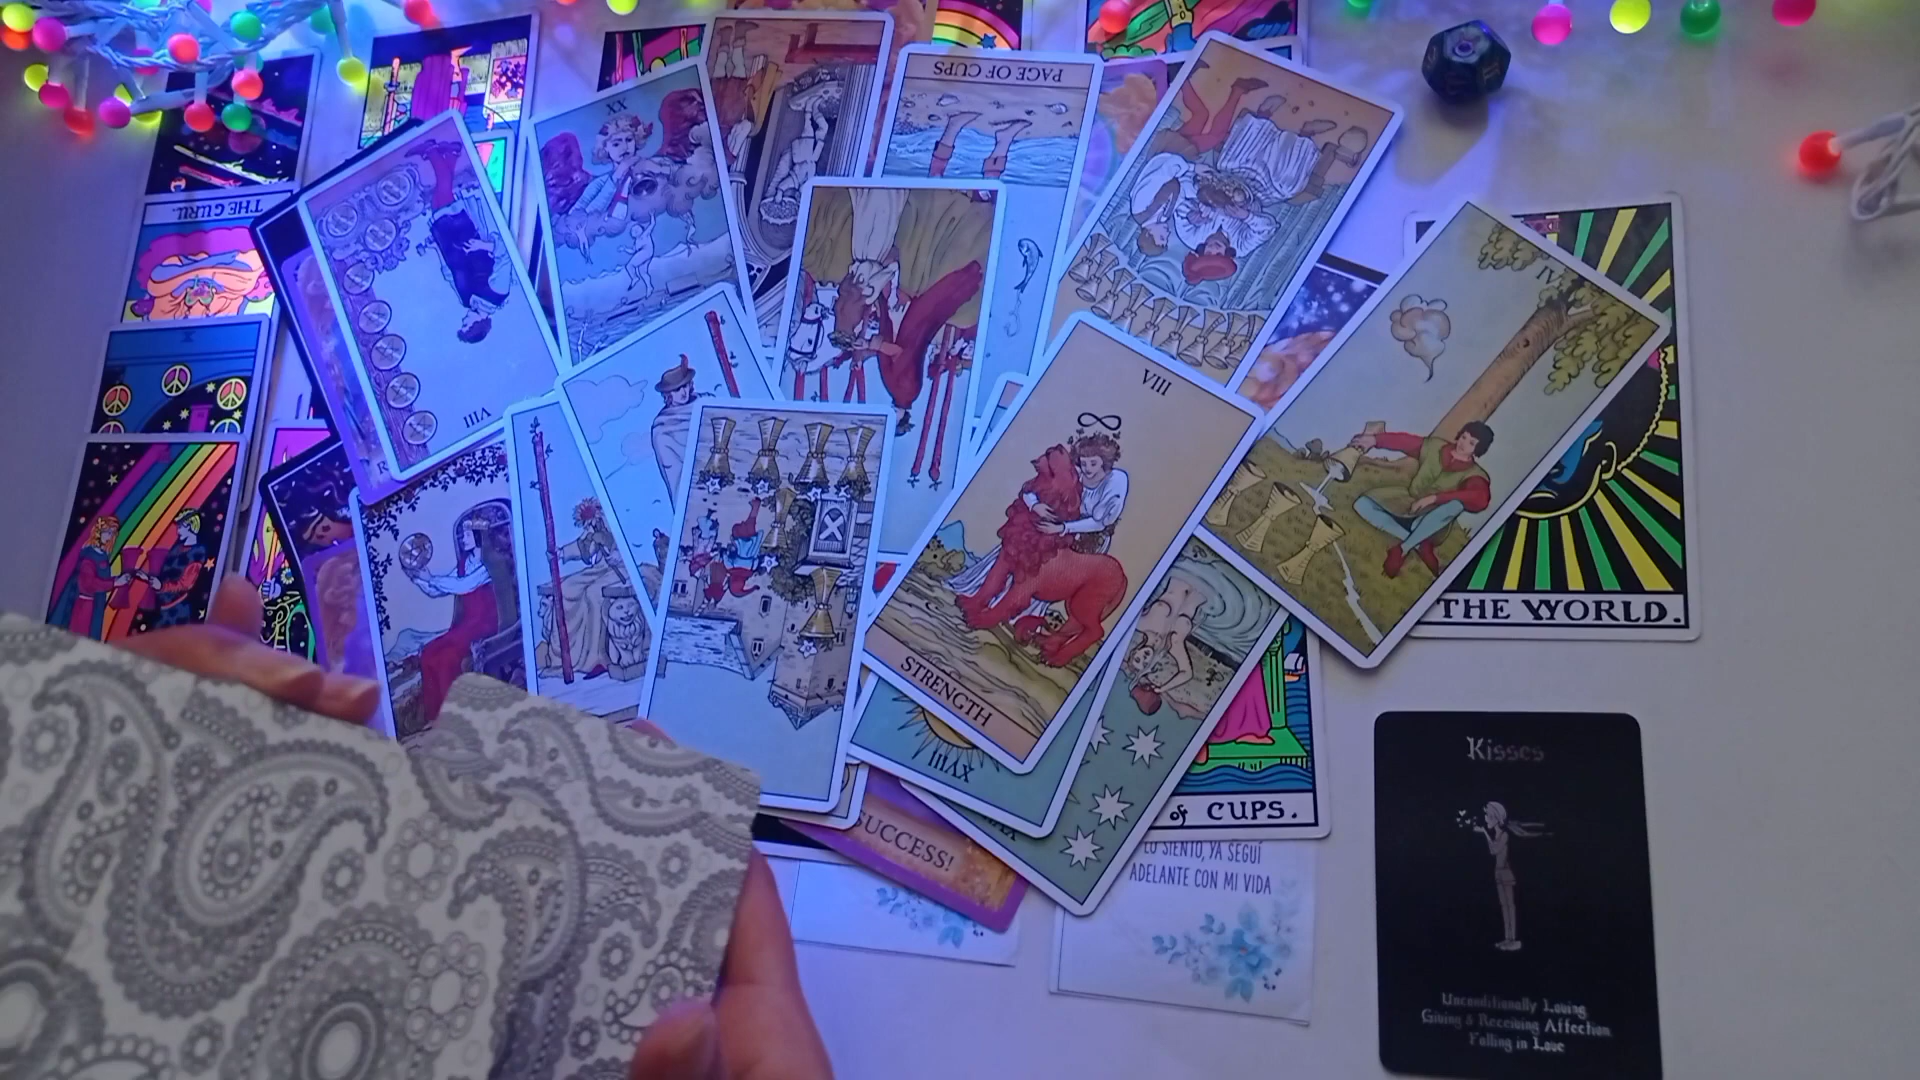 XX
PAGE OF CUPS
THE GURU.
IV
VIII
VIII
THE WORLD.
STRENGTH
XVIII
Kisses
of CUPS.
SUCCESS!
LO SIENTO, YA SEGUÍ
ADELANTE CON MI VIDA
Unconditionally Loving
Giving & Receiving Affection
Falling in Love